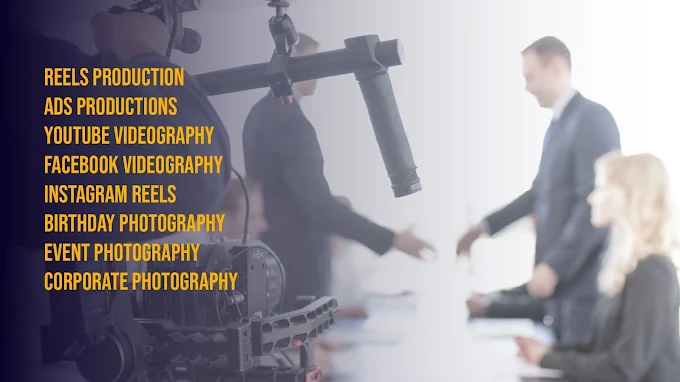 REELS PRODUCTION
ADS PRODUCTIONS
YOUTUBE VIDEOGRAPHY
FACEBOOK VIDEOGRAPHY
INSTAGRAM REELS
BIRTHDAY PHOTOGRAPHY
EVENT PHOTOGRAPHY
CORPORATE PHOTOGRAPHY